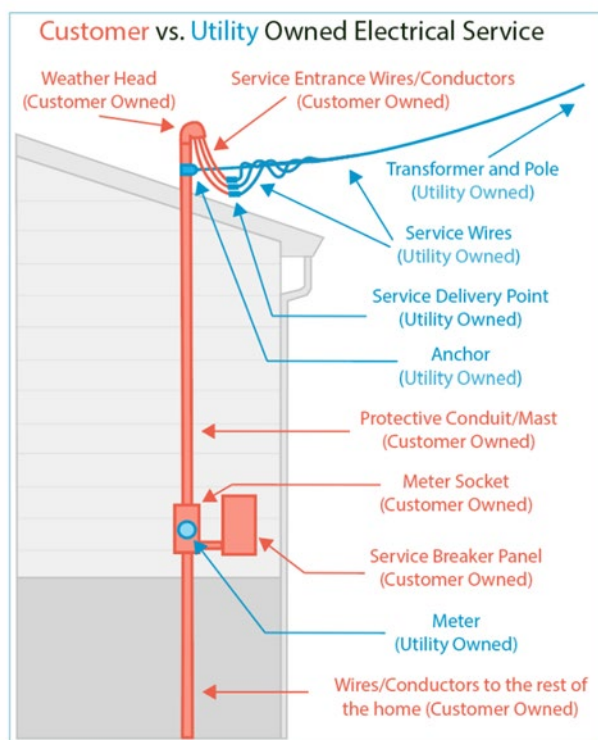 Customer vs. Utility Owned Electrical Service
Weather Head
(Customer Owned)
Service Entrance Wires/Conductors
(Customer Owned)
Transformer and Pole
(Utility Owned)
Service Wires
(Utility Owned)
Service Delivery Point
(Utility Owned)
Anchor
(Utility Owned)
Protective Conduit/Mast
(Customer Owned)
Meter Socket
(Customer Owned)
Service Breaker Panel
(Customer Owned)
Meter
(Utility Owned)
Wires/Conductors to the rest of
the home (Customer Owned)